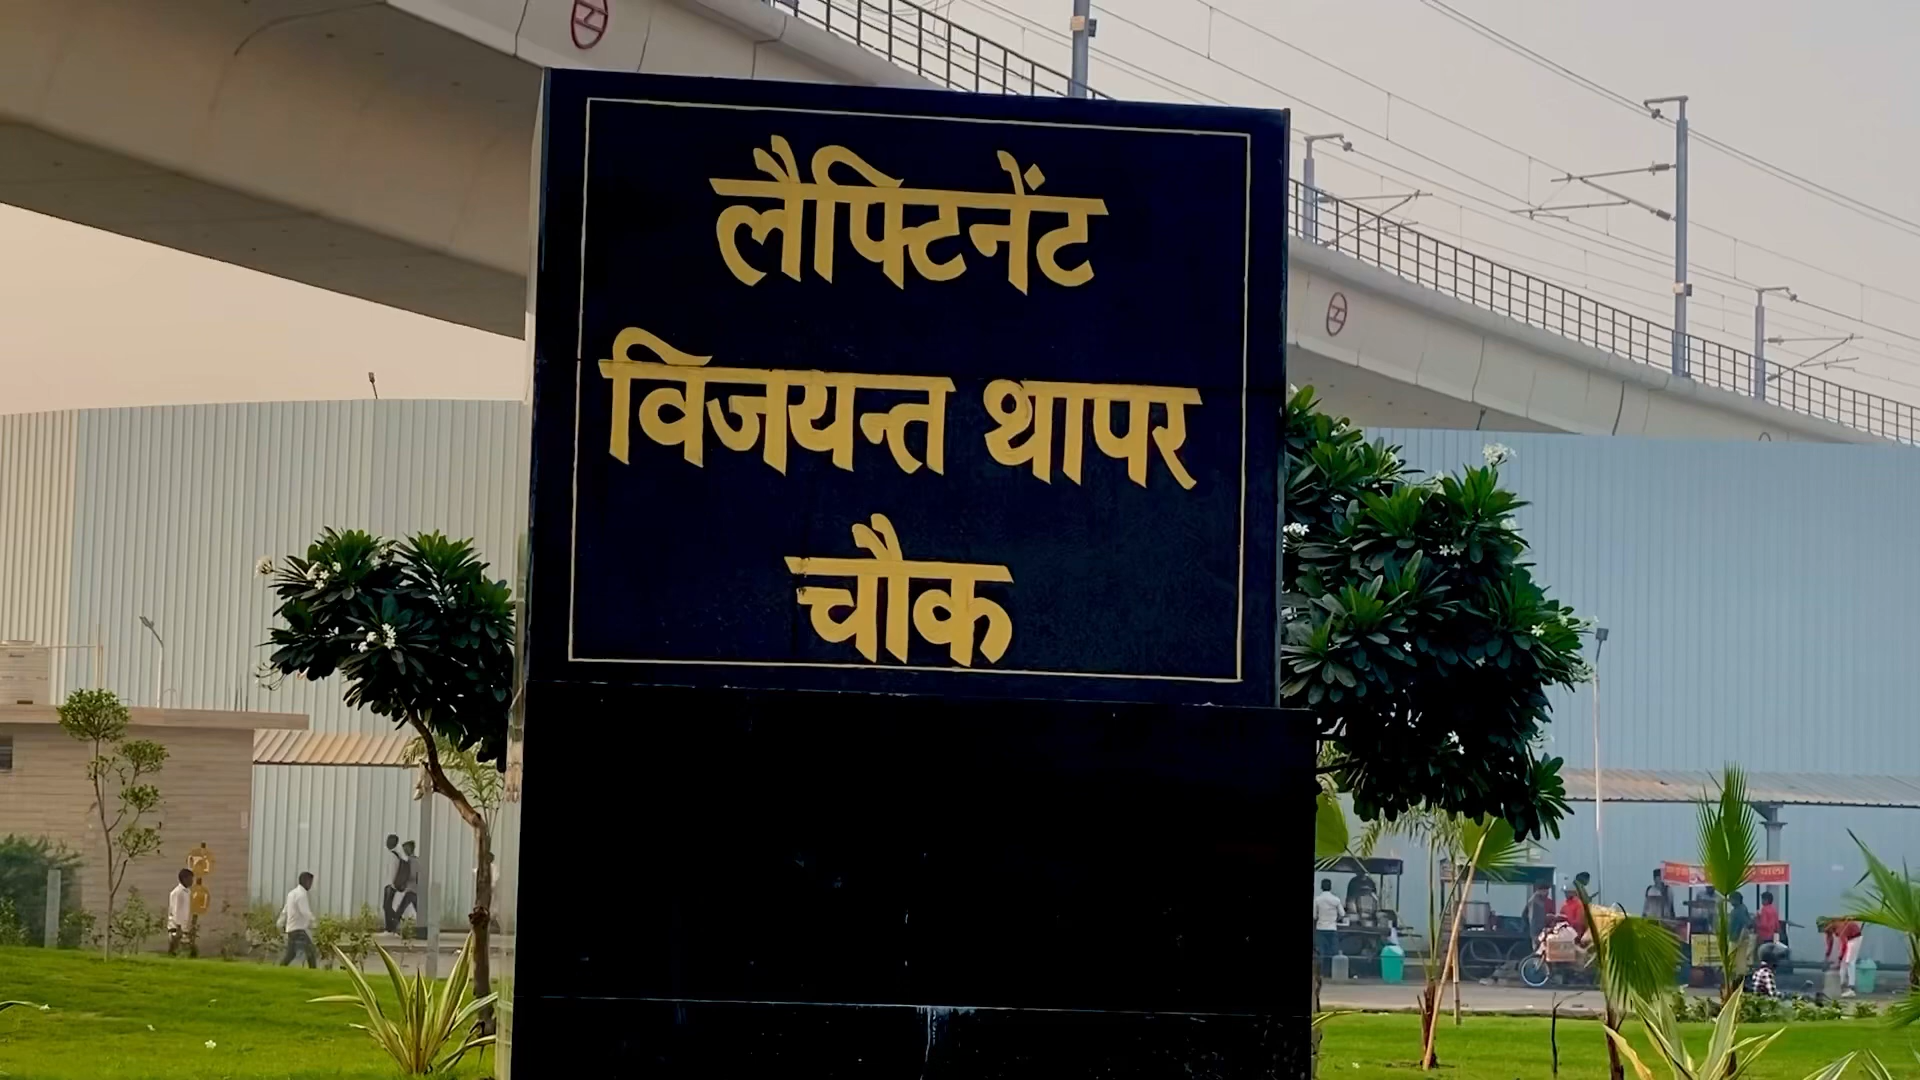 लैफ्टिनेंट
विजयन्त थापर
चौक
वाला